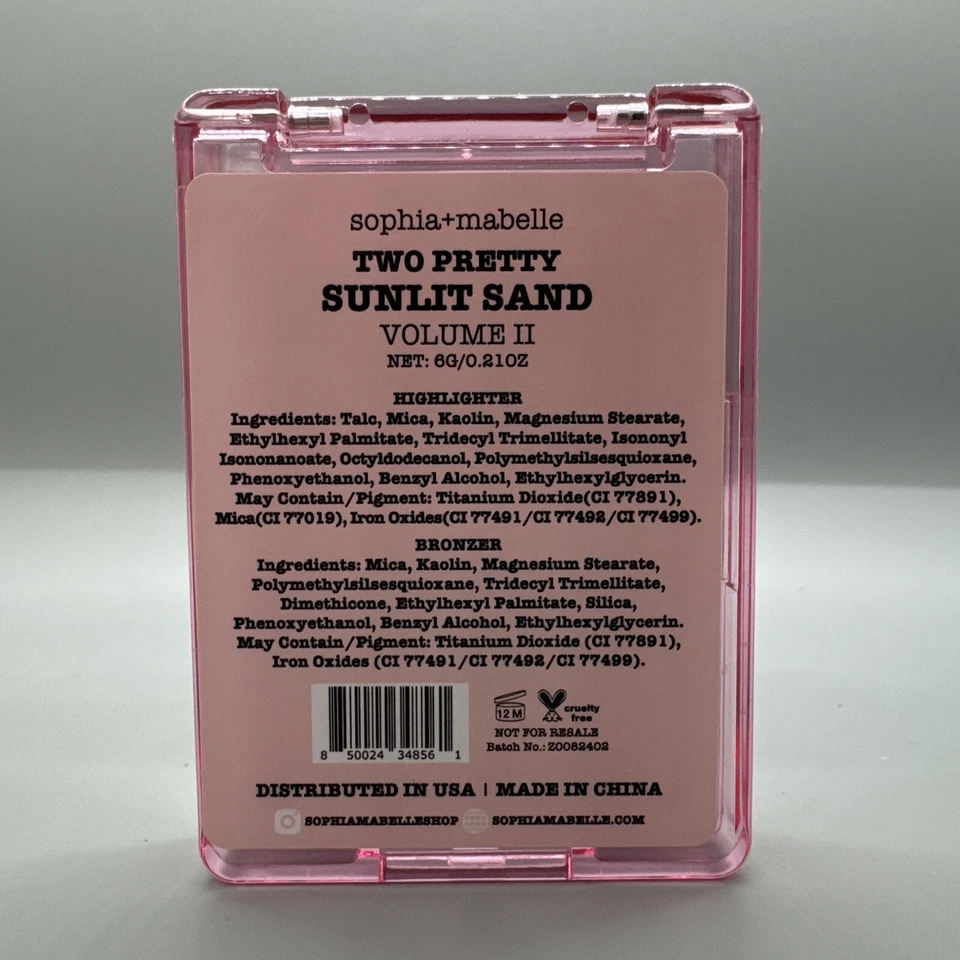 sophia+mabelle
TWO PRETTY
SUNLIT SAND
VOLUME II
NET: 6G/0.21OZ
HIGHLIGHTER
Ingredients: Talc, Mica, Kaolin, Magnesium Stearate,
Ethylhexyl Palmitate, Tridecyl Trimellitate, Isononyl
Isononanoate, Octyldodecanol, Polymethylsilsesquioxane,
Phenoxyethanol, Benzyl Alcohol, Ethylhexylglycerin.
May Contain/Pigment: Titanium Dioxide(CI 77891),
Mica(CI 77019), Iron Oxides(CI 77491/CI 77492/CI 77499).
BRONZER
Ingredients: Mica, Kaolin, Magnesium Stearate,
Polymethylsilsesquioxane, Tridecyl Trimellitate,
Dimethicone, Ethylhexyl Palmitate, Silica,
Phenoxyethanol, Benzyl Alcohol, Ethylhexylglycerin.
May Contain/Pigment: Titanium Dioxide (CI 77891),
Iron Oxides (CI 77491/CI 77492/CI 77499).
8 50024 34856 1
12 M
cruelty
free
NOT FOR RESALE
Batch No.: Z0082402
DISTRIBUTED IN USA | MADE IN CHINA
SOPHIAMABELLESHOP SOPHIAMABELLE.COM